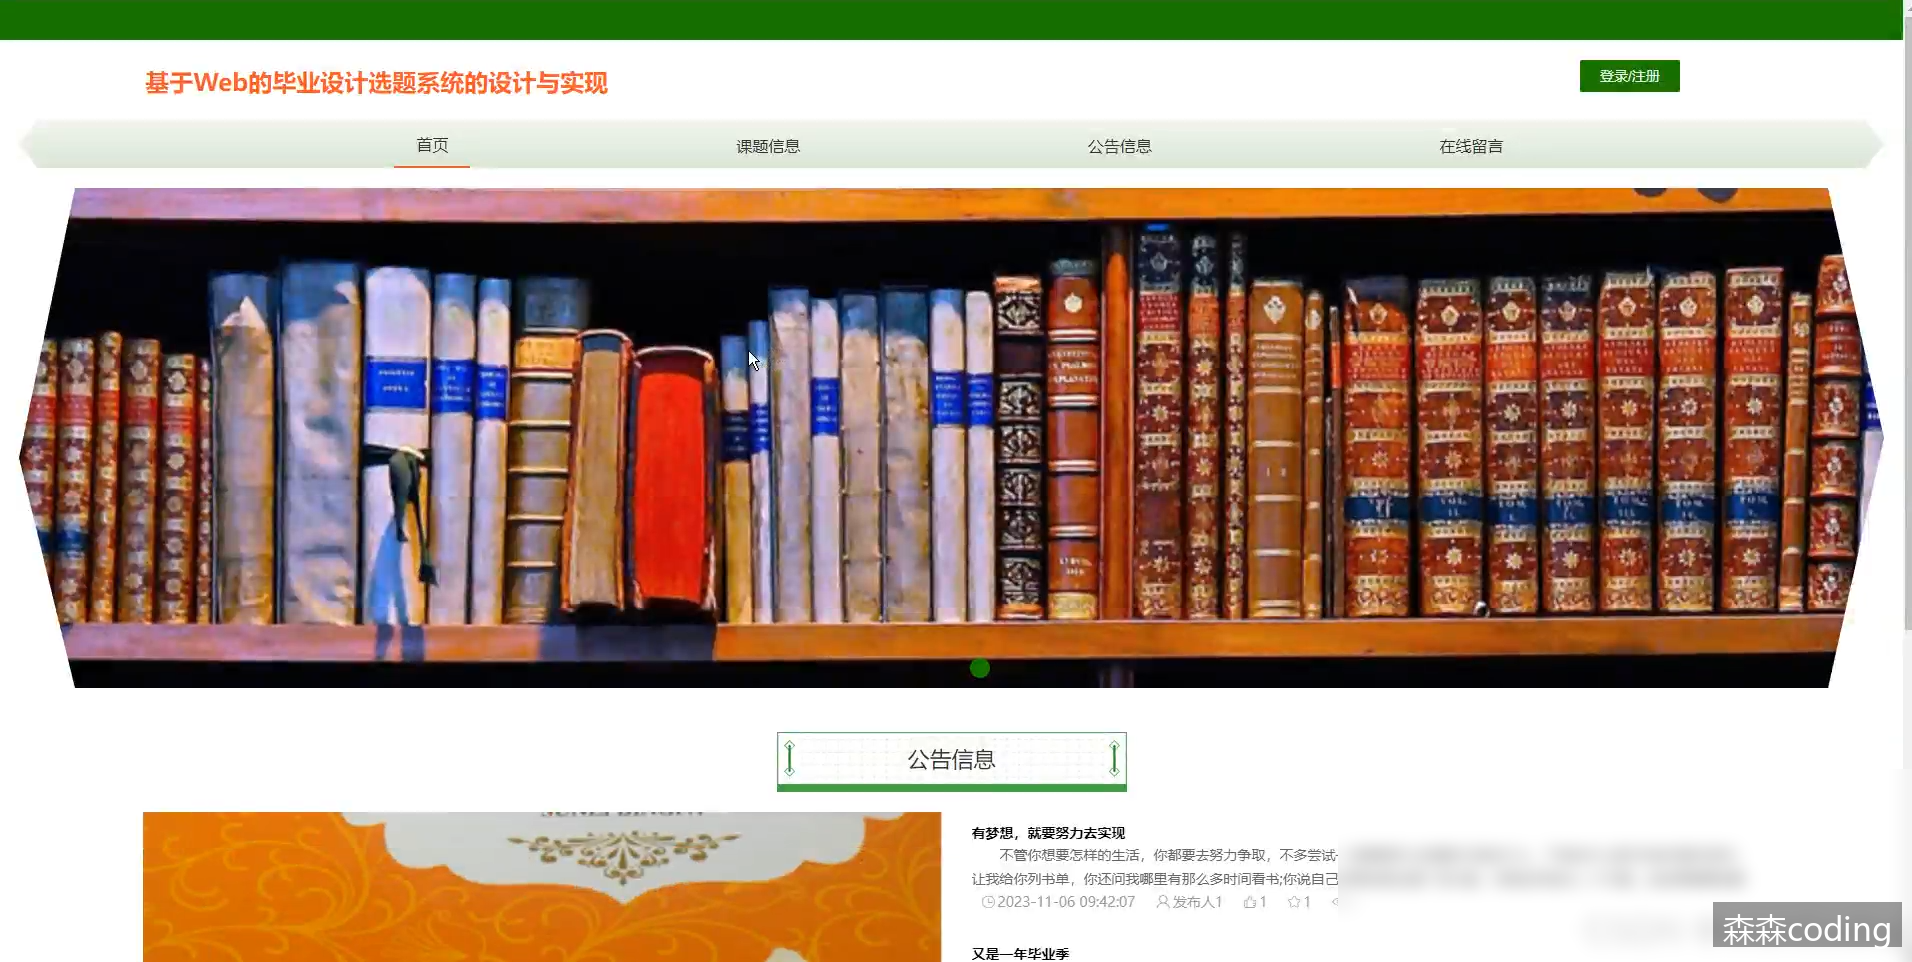 基于Web的毕业设计选题系统的设计与实现
登录/注册
首页
课题信息
公告信息
在线留言
公告信息
有梦想，就要努力去实现
不管你想要怎样的生活，你都要去努力争取，不多尝试
让我给你列书单，你还问我哪里有那么多时间看书;你说自己
2023-11-06 09:42:07 发布人1 1 1
又是一年毕业季
森森coding